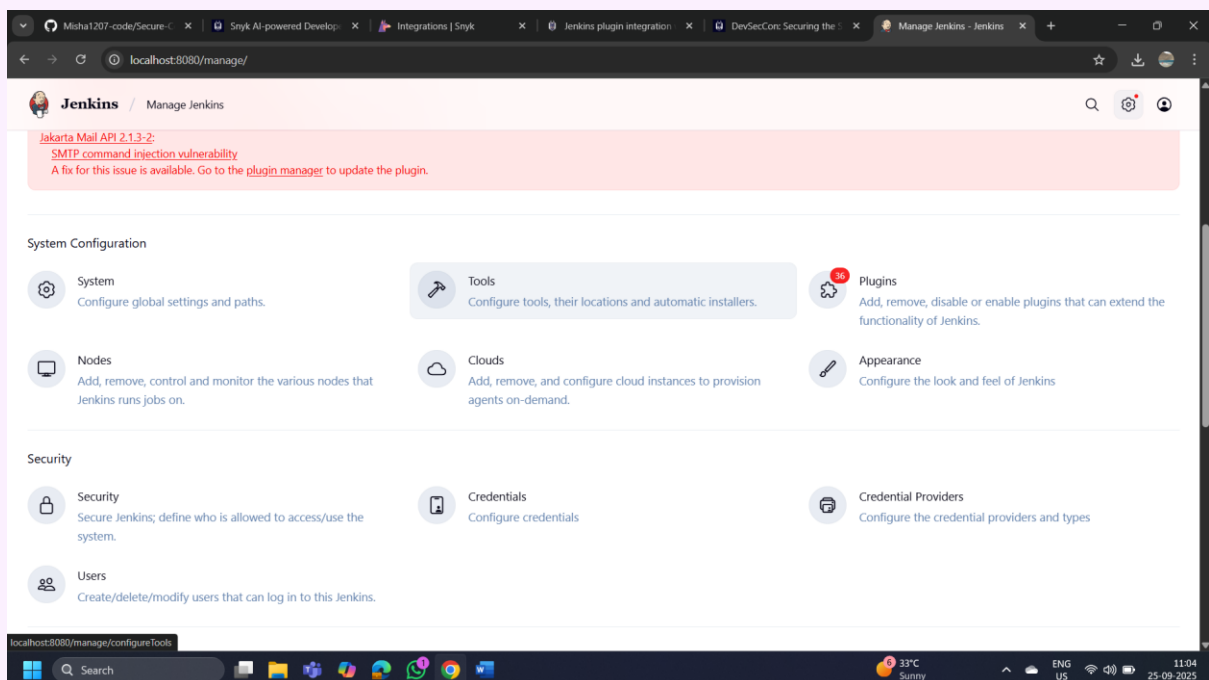 Misha1207-code/Secure-C
Snyk AI-powered Develop
Integrations | Snyk
Jenkins plugin integration
DevSecCon: Securing the S
Manage Jenkins - Jenkins
localhost:8080/manage/
Jenkins / Manage Jenkins
Jakarta Mail API 2.1.3-2:
SMTP command injection vulnerability
A fix for this issue is available. Go to the plugin manager to update the plugin.
System Configuration
System
Configure global settings and paths.
Tools
Configure tools, their locations and automatic installers.
36
Plugins
Add, remove, disable or enable plugins that can extend the
functionality of Jenkins.
Nodes
Add, remove, control and monitor the various nodes that
Jenkins runs jobs on.
Clouds
Add, remove, and configure cloud instances to provision
agents on-demand.
Appearance
Configure the look and feel of Jenkins
Security
Security
Secure Jenkins; define who is allowed to access/use the
system.
Credentials
Configure credentials
Credential Providers
Configure the credential providers and types
Users
Create/delete/modify users that can log in to this Jenkins.
localhost:8080/manage/configureTools
Search
1
6
33°C
Sunny
ENG
US
11:04
25-09-2025